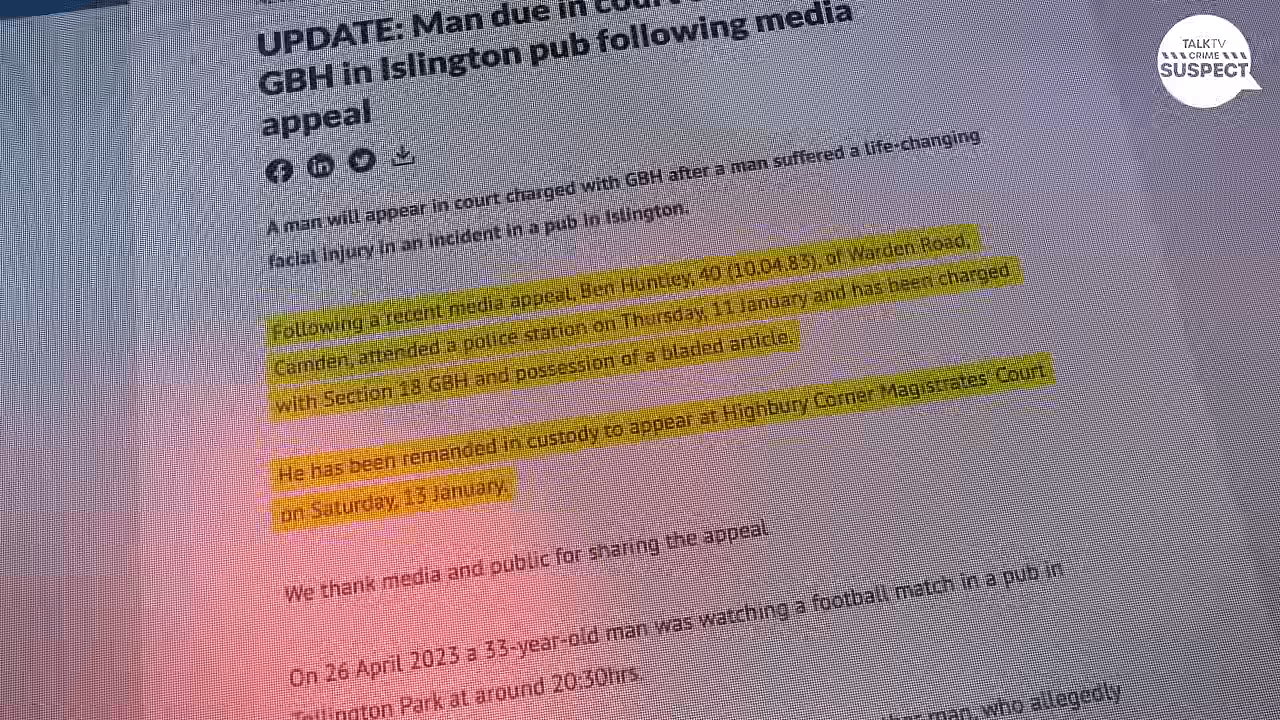 TALKTV
CRIME
SUSPECT
UPDATE: Man due in court
GBH in Islington pub following media
appeal
A man will appear in court charged with GBH after a man suffered a life-changing
facial injury in an incident in a pub in Islington.
Following a recent media appeal, Ben Huntley, 40 (10.04.83), of Warden Road,
Camden, attended a police station on Thursday, 11 January and has been charged
with Section 18 GBH and possession of a bladed article.
He has been remanded in custody to appear at Highbury Corner Magistrates' Court
on Saturday, 13 January.
We thank media and public for sharing the appeal
On 26 April 2023 a 33-year-old man was watching a football match in a pub in
Tollington Park at around 20:30hrs.
man, who allegedly